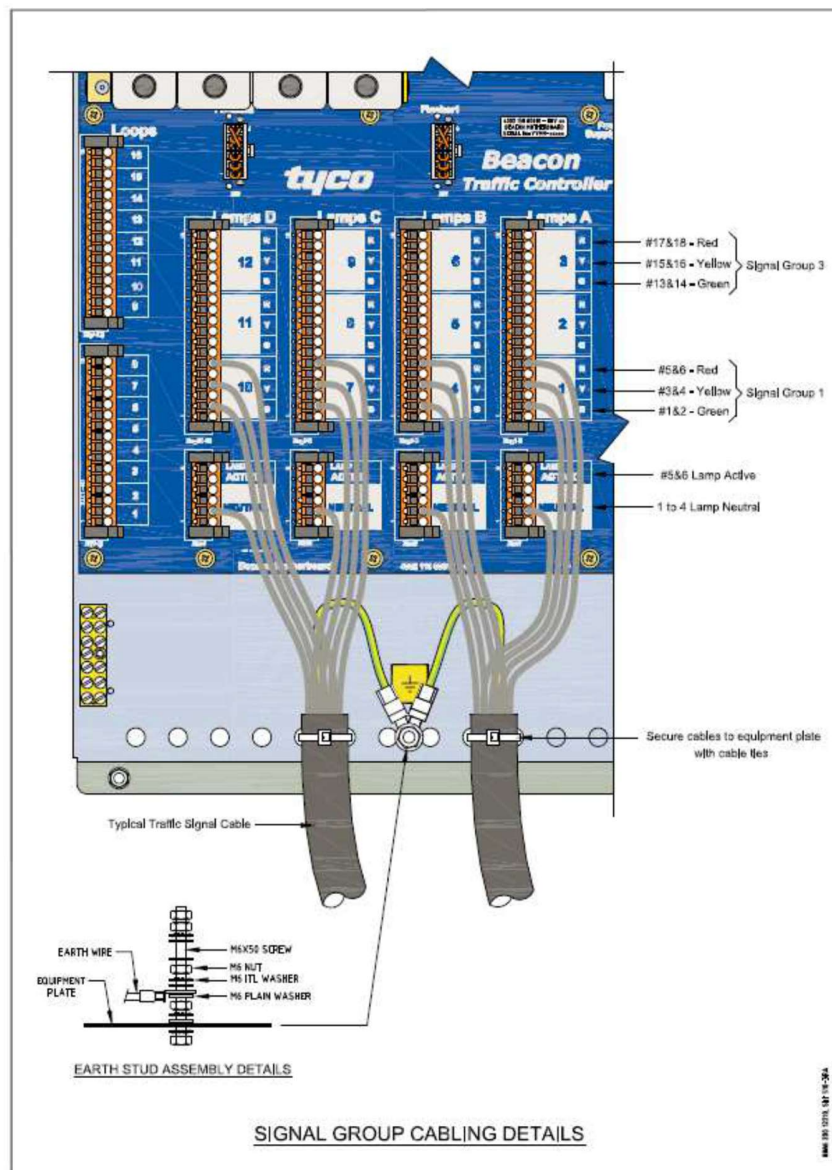 Loops
16
15
14
13
12
11
10
9
7
6
5
4
3
2
1
tyco
Beacon
Traffic Controller
Lamps D
Lamps C
Lamps B
Lamps A
12
11
10
9
8
7
6
5
4
3
2
1
R
Y
G
#17&18 - Red
#15&16 - Yellow
#13&14 - Green
Signal Group 3
#5&6 - Red
#3&4 - Yellow
#1&2 - Green
Signal Group 1
#5&6 Lamp Active
1 to 4 Lamp Neutral
Secure cables to equipment plate
with cable ties
Typical Traffic Signal Cable
EARTH WIRE
EQUIPMENT
PLATE
M6X50 SCREW
M6 NUT
M6 ITL WASHER
M6 PLAIN WASHER
EARTH STUD ASSEMBLY DETAILS
SIGNAL GROUP CABLING DETAILS